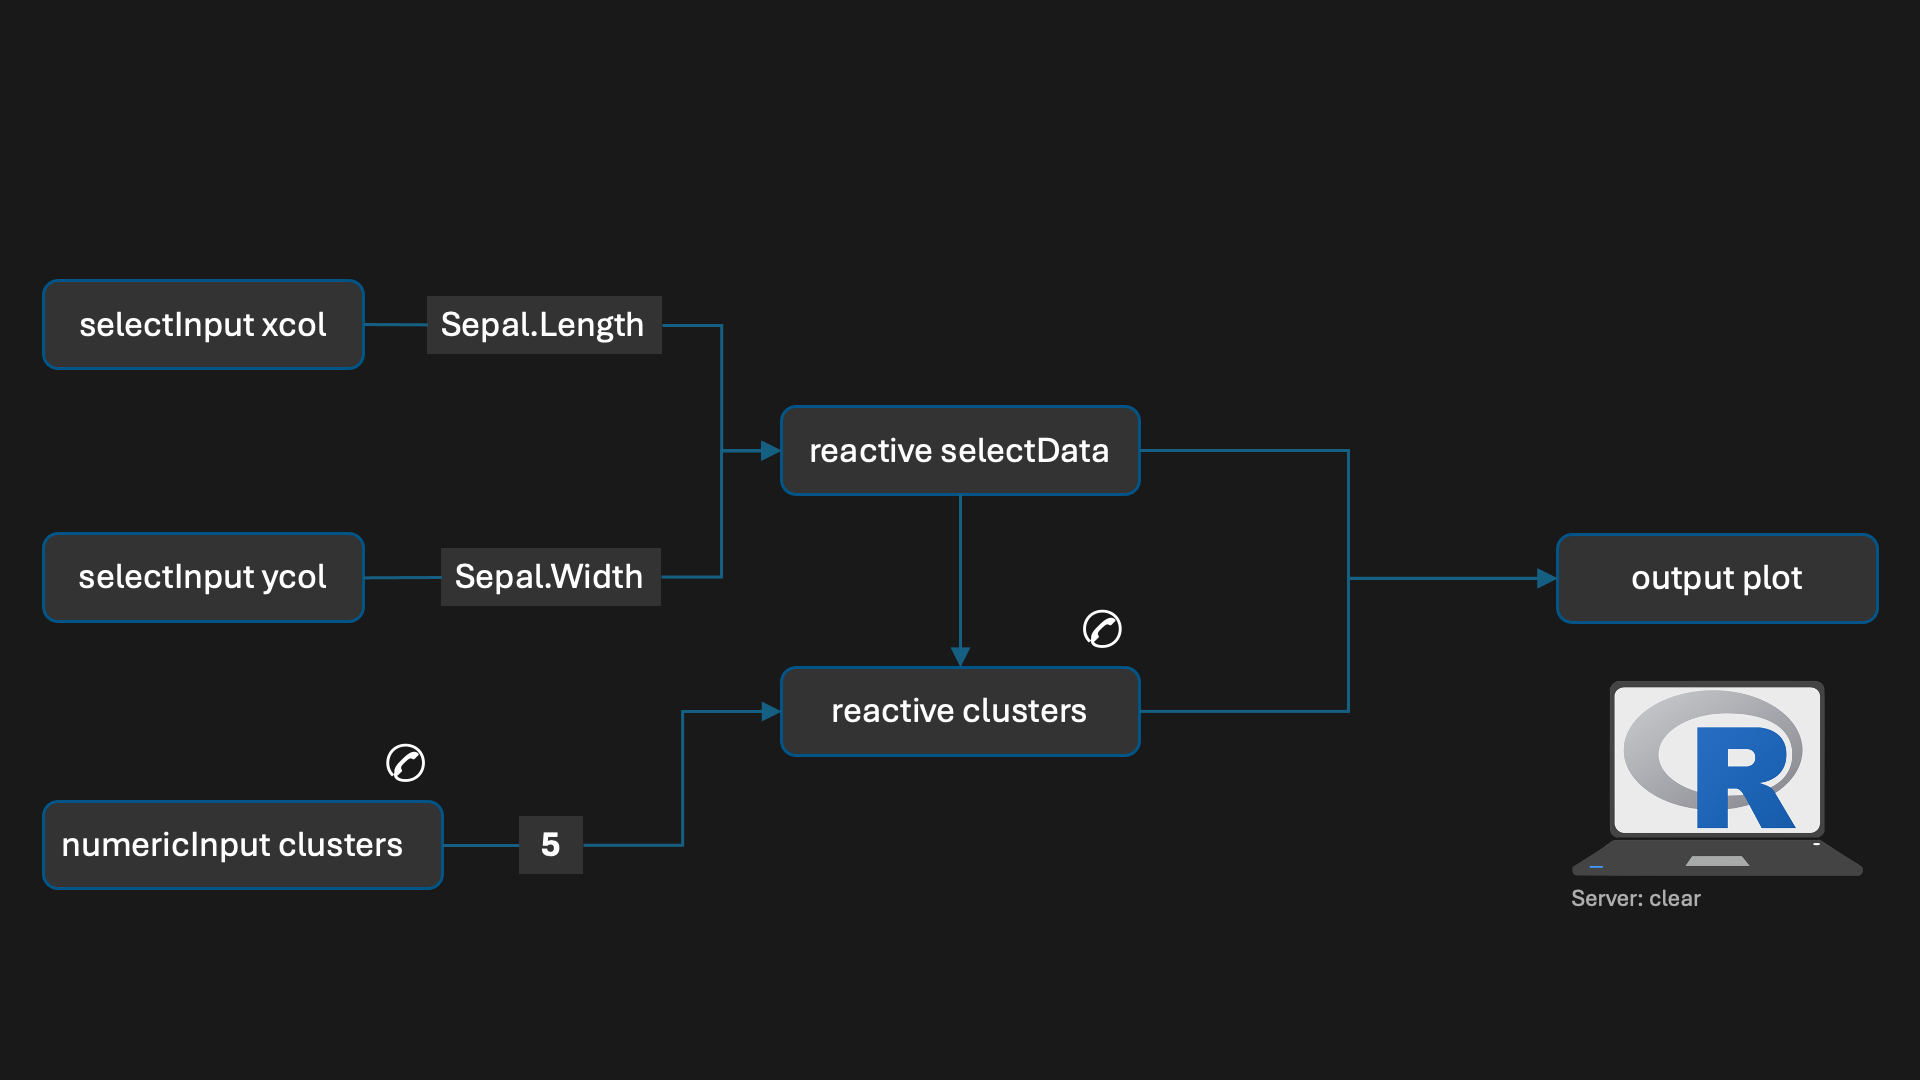 selectInput xcol
Sepal.Length
reactive selectData
selectInput ycol
Sepal.Width
output plot
reactive clusters
numericInput clusters
5
R
Server: clear